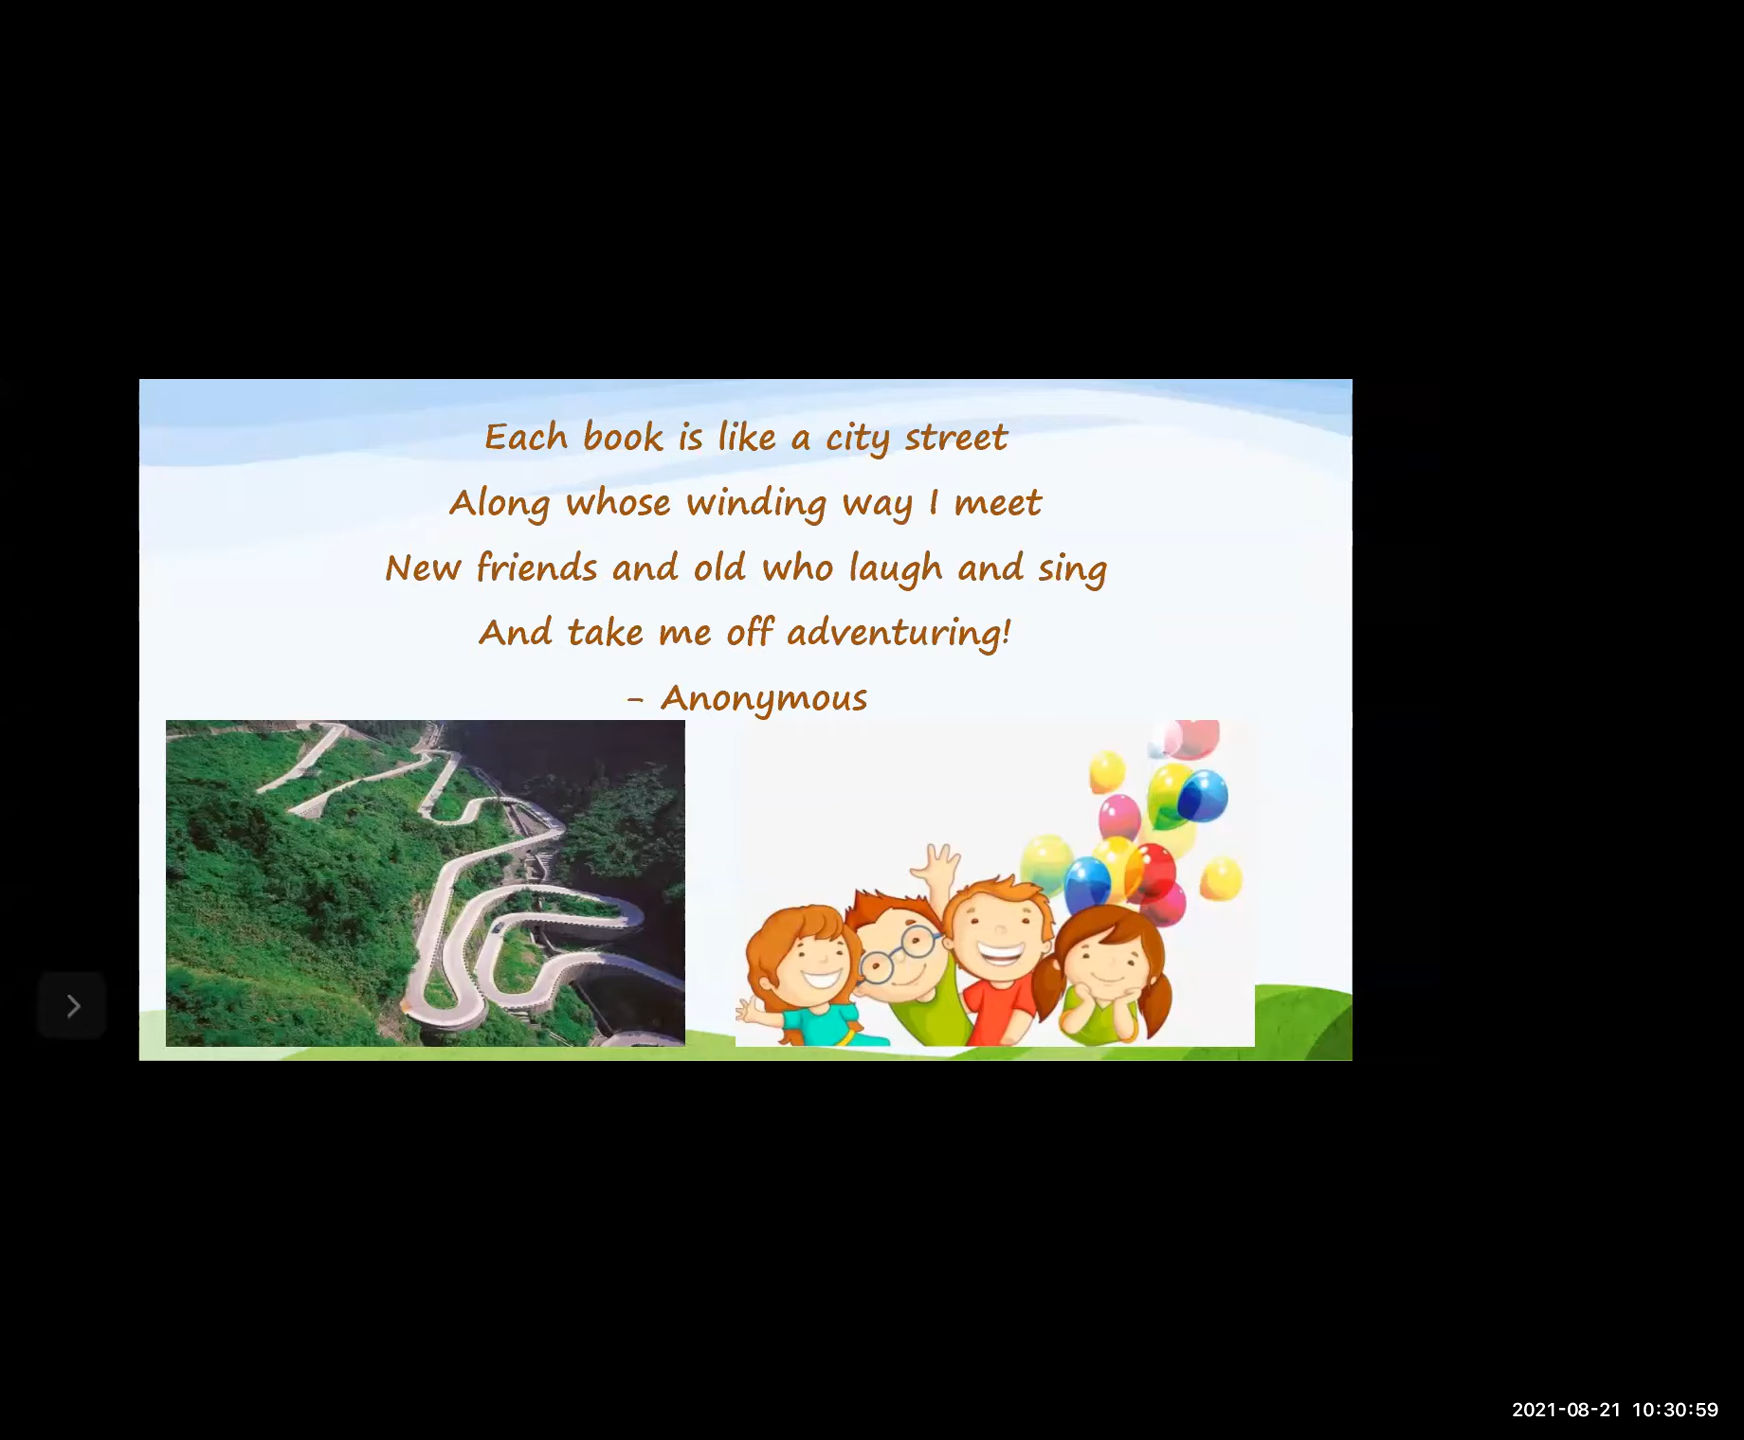 Each book is like a city street
Along whose winding way I meet
New friends and old who laugh and sing
And take me off adventuring!
- Anonymous
2021-08-21 10:30:59